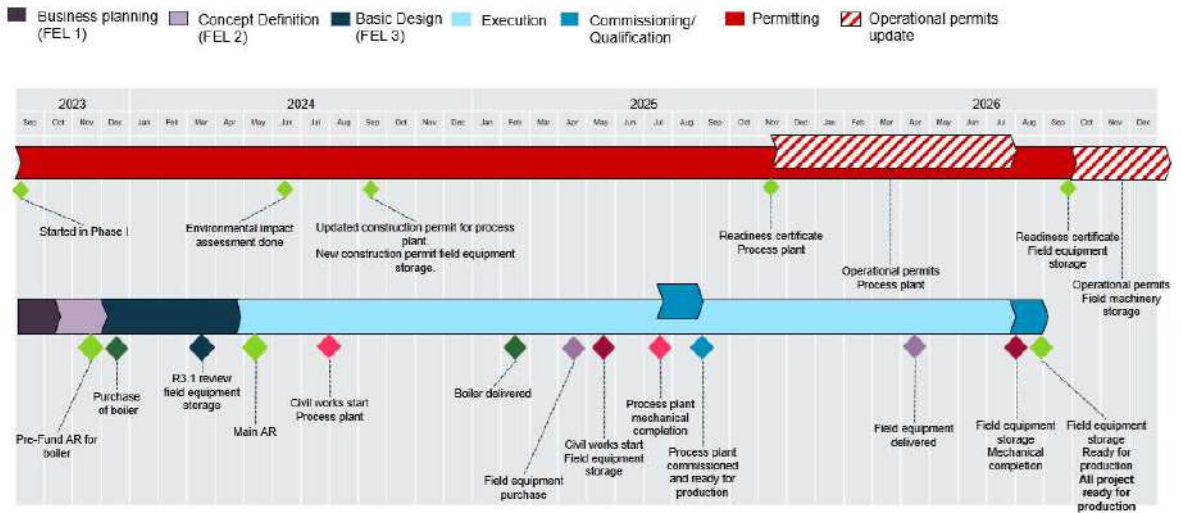 Business planning
(FEL 1)
Concept Definition
(FEL 2)
Basic Design
(FEL 3)
Execution
Commissioning/
Qualification
Permitting
Operational permits
update
2023 2024 2025 2026
Sep Oct Nov Dec Jan Feb Mar Apr May Jun Jul Aug Sep Oct Nov Dec Jan Feb Mar Apr May Jun Jul Aug Sep Oct Nov Dec Jan Feb Mar Apr May Jun Jul Aug Sep Oct Nov Dec
Started in Phase I
Environmental impact
assessment done
Updated construction permit for process
plant.
New construction permit field equipment
storage.
Readiness certificate
Process plant
Operational permits
Process plant
Readiness certificate
Field equipment
storage
Operational permits
Field machinery
storage
Pre-Fund AR for
boiler
Purchase
of boiler
R3.1 review
field equipment
storage
Main AR
Civil works start
Process plant
Boiler delivered
Field equipment
purchase
Civil works start
Field equipment
storage
Process plant
mechanical
completion
Process plant
commissioned
and ready for
production
Field equipment
delivered
Field equipment
storage
Mechanical
completion
Field equipment
storage
Ready for
production
All project
ready for
production